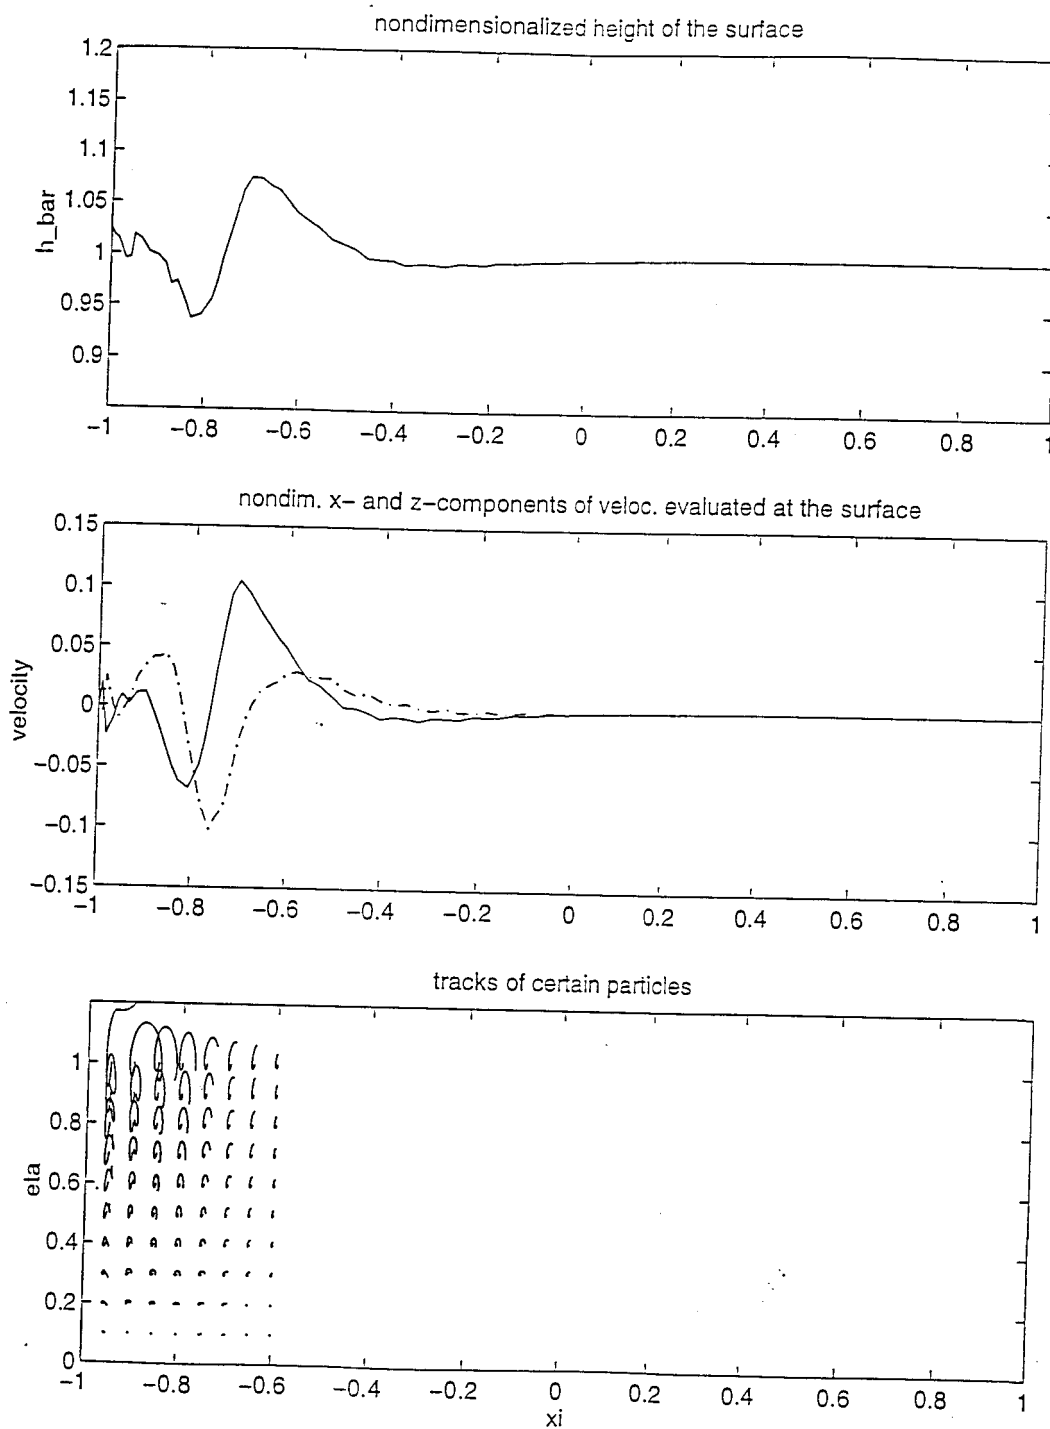 nondimensionalized height of the surface
1.2
1.15
1.1
1.05
1
0.95
0.9
h_bar
-1 -0.8 -0.6 -0.4 -0.2 0 0.2 0.4 0.6 0.8 1
nondim. x- and z-components of veloc. evaluated at the surface
0.15
0.1
0.05
0
-0.05
-0.1
-0.15
velocity
-1 -0.8 -0.6 -0.4 -0.2 0 0.2 0.4 0.6 0.8 1
tracks of certain particles
1
0.8
0.6
0.4
0.2
0
eta
-1 -0.8 -0.6 -0.4 -0.2 0 0.2 0.4 0.6 0.8 1
xi